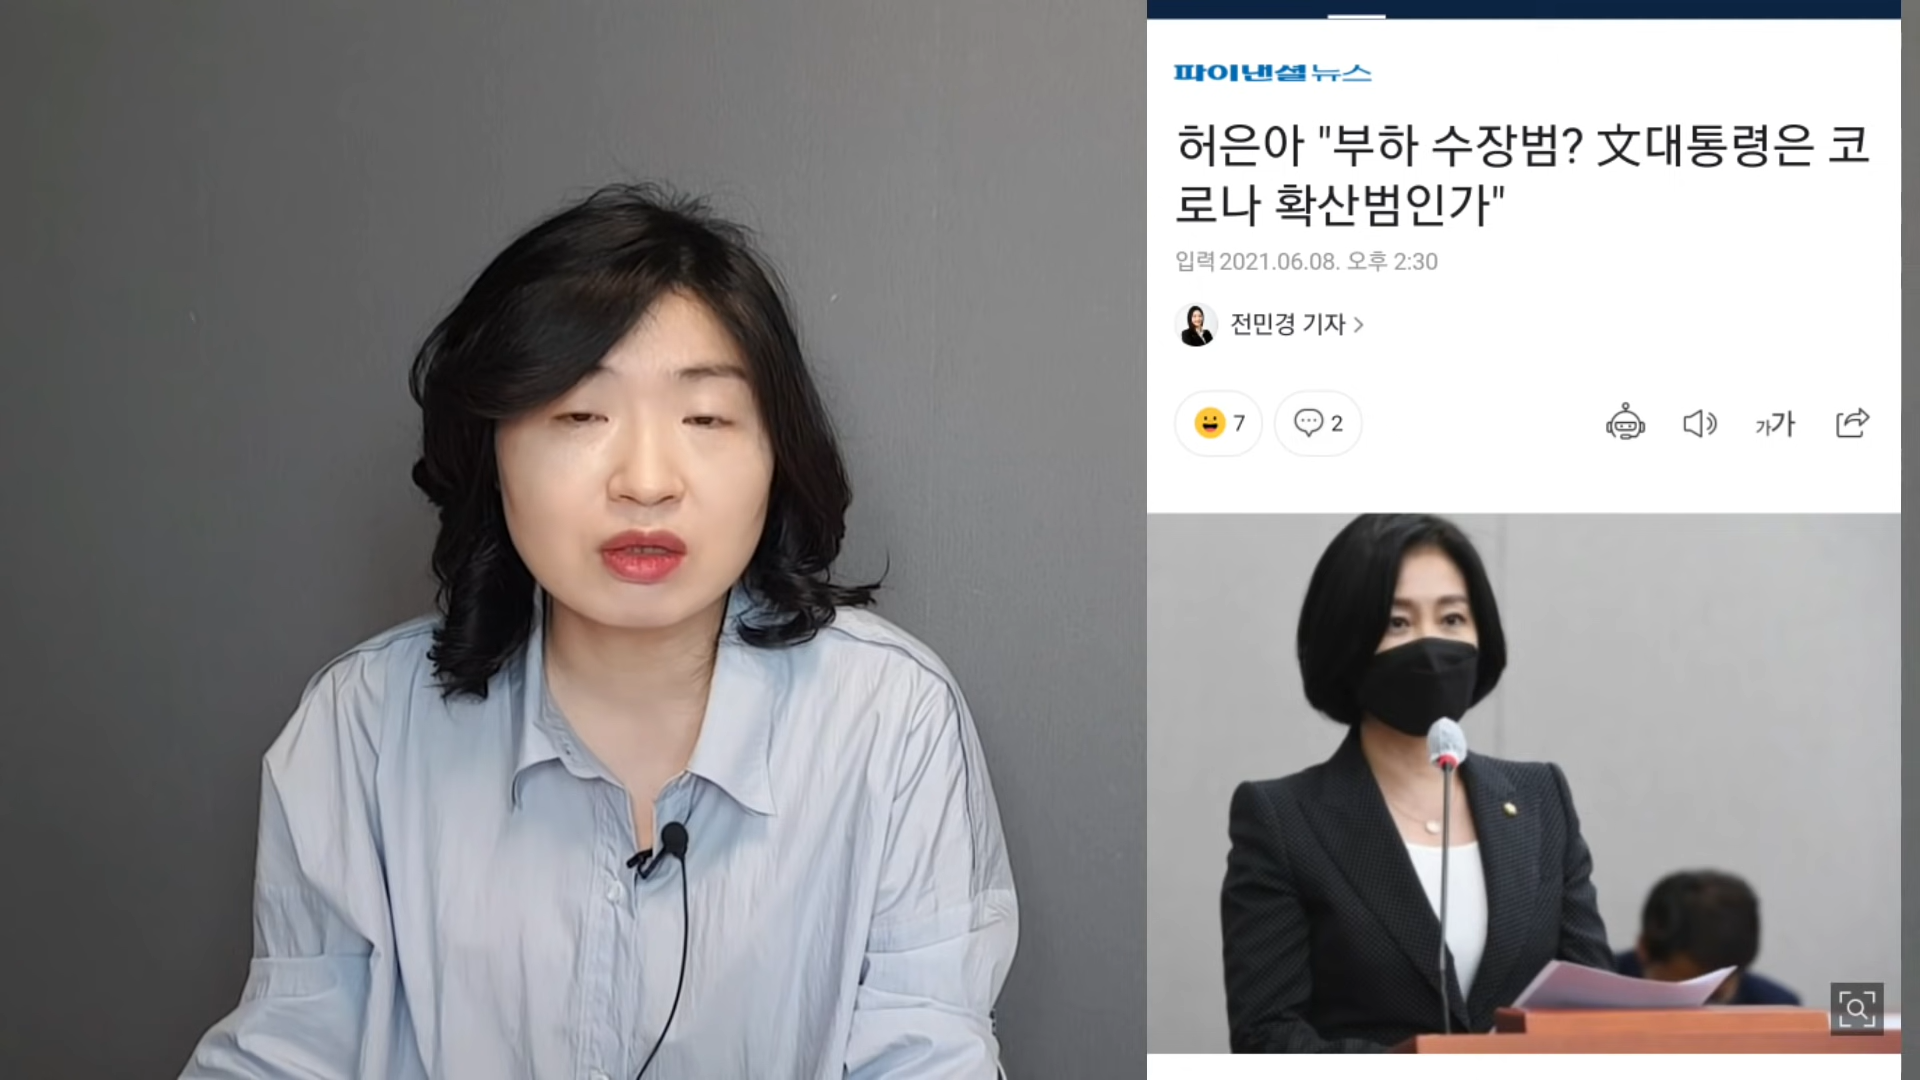 파이낸셜뉴스
허은아 "부하 수장범? 文대통령은 코
로나 확산범인가"
입력 2021.06.08. 오후 2:30
전민경 기자
7
2
가가